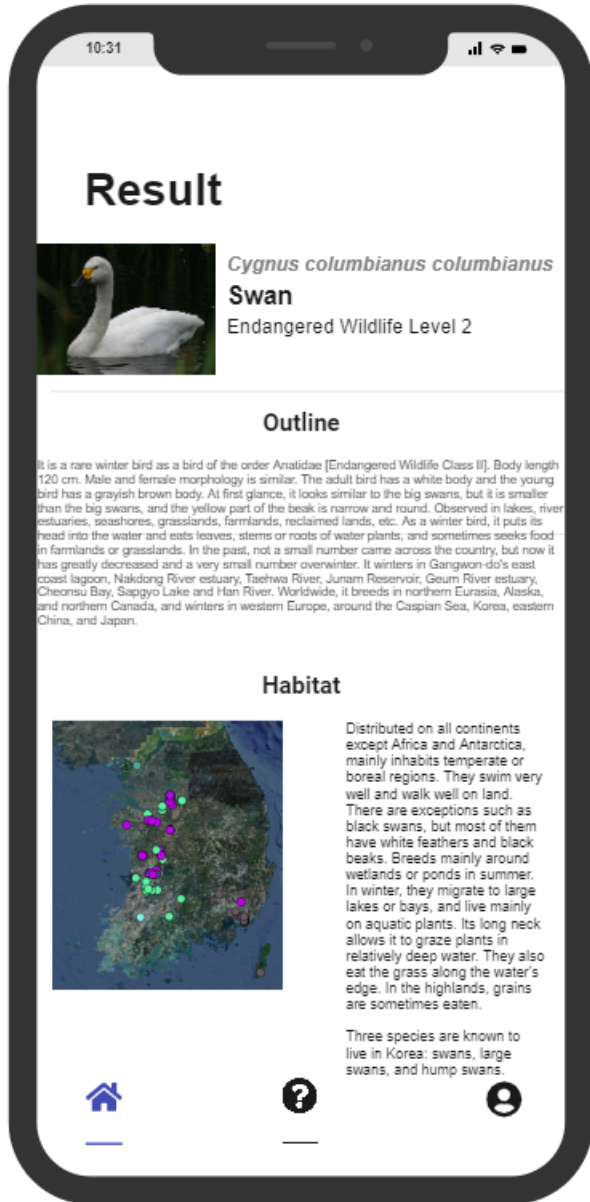 10:31
Result
Cygnus columbianus columbianus
Swan
Endangered Wildlife Level 2
Outline
It is a rare winter bird as a bird of the order Anatidae [Endangered Wildlife Class II]. Body length
120 cm. Male and female morphology is similar. The adult bird has a white body and the young
bird has a grayish brown body. At first glance, it looks similar to the big swans, but it is smaller
than the big swans, and the yellow part of the beak is narrow and round. Observed in lakes, river
estuaries, seashores, grasslands, farmlands, reclaimed lands, etc. As a winter bird, it puts its
head into the water and eats leaves, stems or roots of water plants, and sometimes seeks food
in farmlands or grasslands. In the past, not a small number came across the country, but now it
has greatly decreased and a very small number overwinter. It winters in Gangwon-do's east
coast lagoon, Nakdong River estuary, Taehwa River, Junam Reservoir, Geum River estuary,
Cheonsu Bay, Sapgyo Lake and Han River. Worldwide, it breeds in northern Eurasia, Alaska,
and northern Canada, and winters in western Europe, around the Caspian Sea, Korea, eastern
China, and Japan.
Habitat
Distributed on all continents
except Africa and Antarctica,
mainly inhabits temperate or
boreal regions. They swim very
well and walk well on land.
There are exceptions such as
black swans, but most of them
have white feathers and black
beaks. Breeds mainly around
wetlands or ponds in summer.
In winter, they migrate to large
lakes or bays, and live mainly
on aquatic plants. Its long neck
allows it to graze plants in
relatively deep water. They also
eat the grass along the water's
edge. In the highlands, grains
are sometimes eaten.
Three species are known to
live in Korea: swans, large
swans, and hump swans.